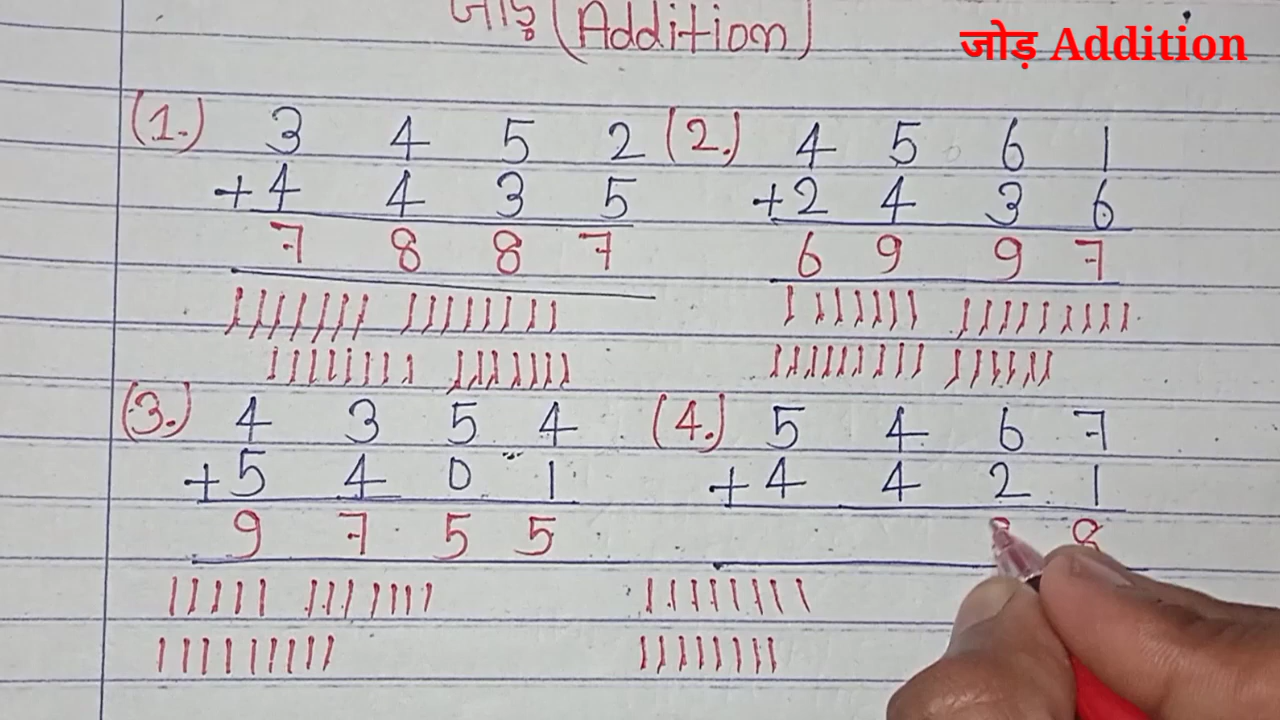 जोड़ (Addition)
जोड़ Addition
(1.) 3 4 5 2
+4 4 3 5
7 8 8 7
(2.) 4 5 6 1
+2 4 3 6
6 9 9 7
(3.) 4 3 5 4
+5 4 0 1
9 7 5 5
(4.) 5 4 6 7
+4 4 2 1
8